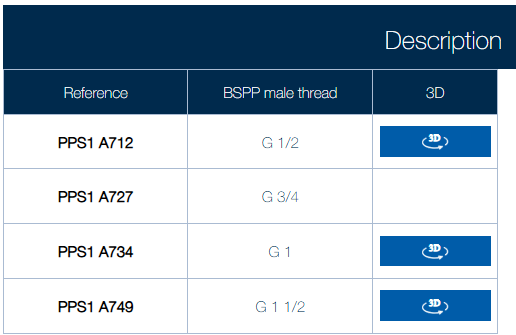 Description
Reference BSPP male thread 3D
PPS1 A712 G 1/2 3D
PPS1 A727 G 3/4
PPS1 A734 G 1 3D
PPS1 A749 G 1 1/2 3D